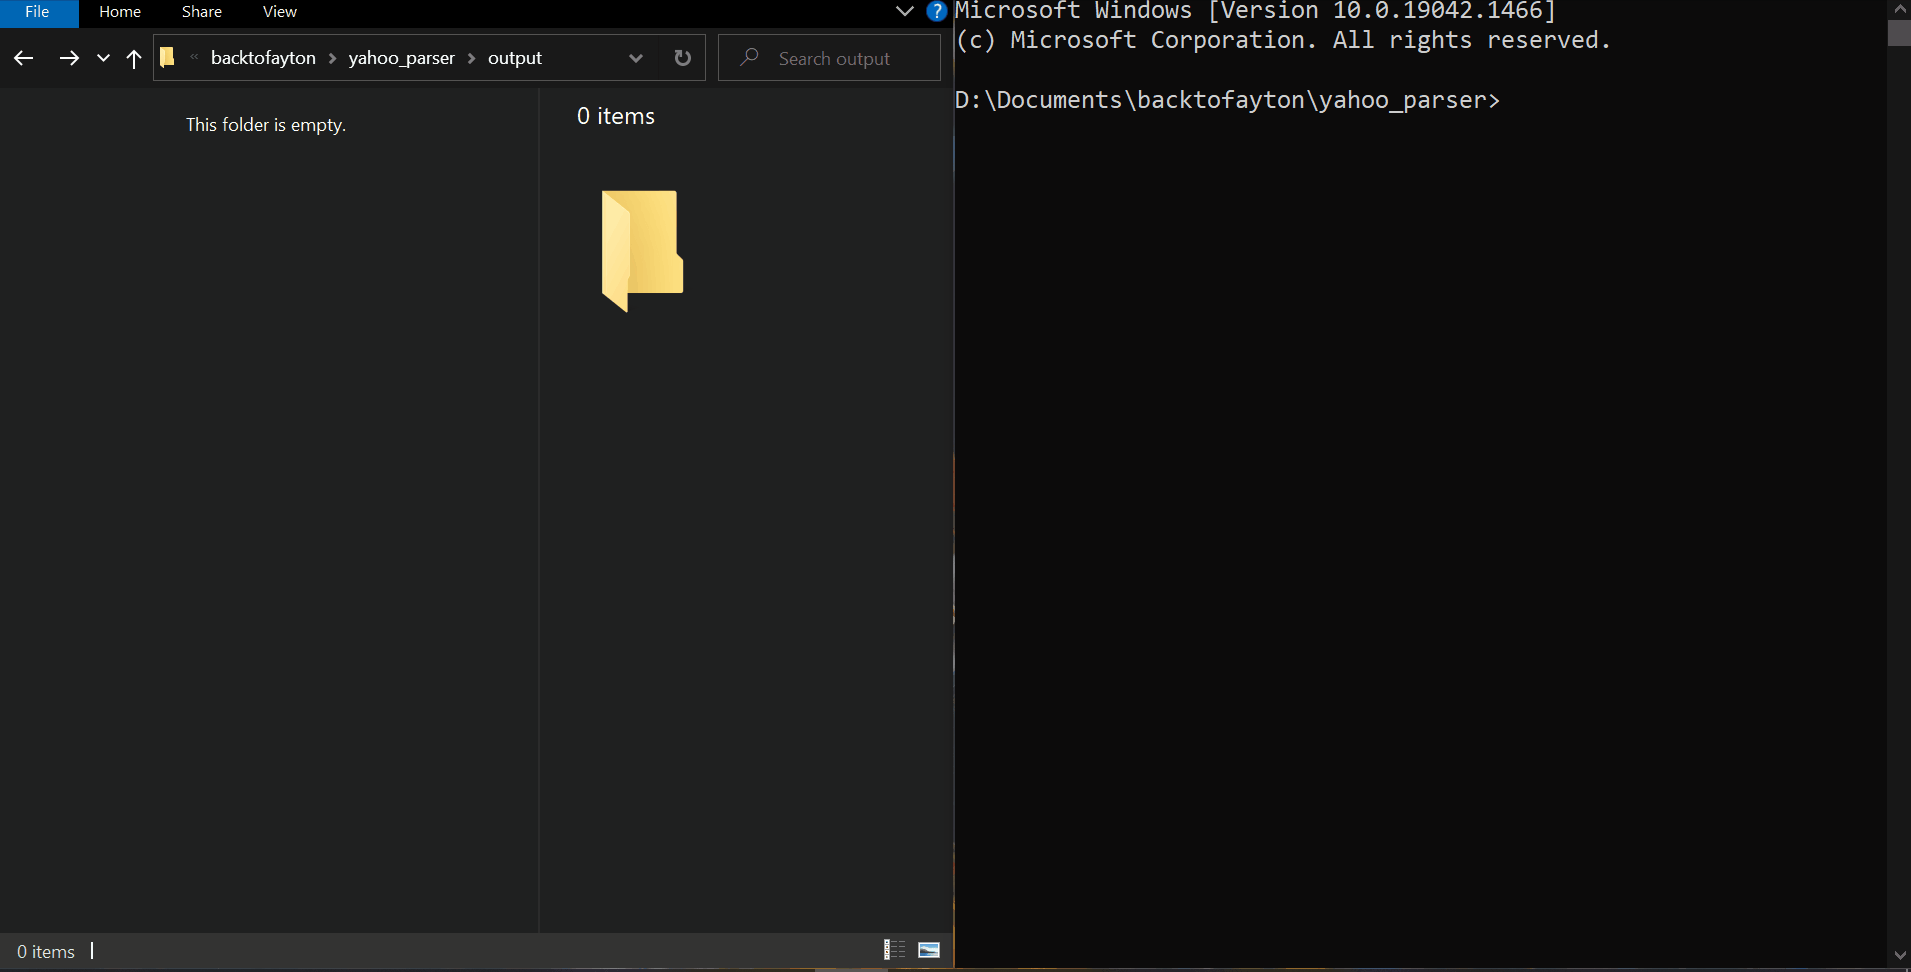 File Home Share View ?
« backtofayton > yahoo_parser > output
Search output
This folder is empty.
0 items
0 items
Microsoft Windows [Version 10.0.19042.1466]
(c) Microsoft Corporation. All rights reserved.
D:\Documents\backtofayton\yahoo_parser>